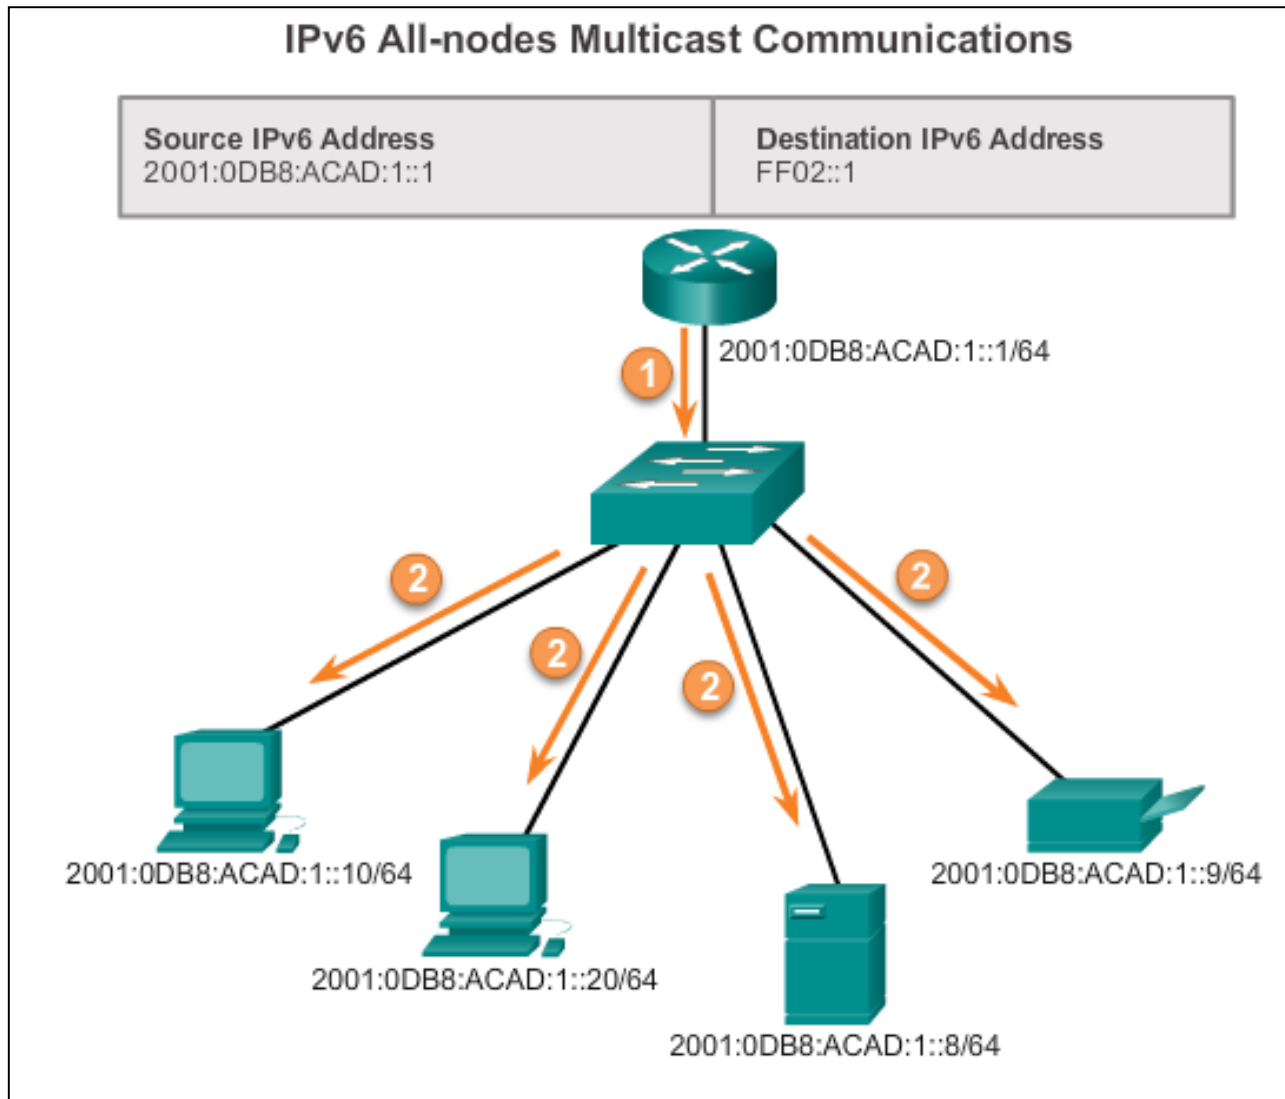 IPv6 All-nodes Multicast Communications
Source IPv6 Address
2001:0DB8:ACAD:1::1
Destination IPv6 Address
FF02::1
2001:0DB8:ACAD:1::1/64
1
2
2
2
2
2001:0DB8:ACAD:1::10/64
2001:0DB8:ACAD:1::20/64
2001:0DB8:ACAD:1::8/64
2001:0DB8:ACAD:1::9/64